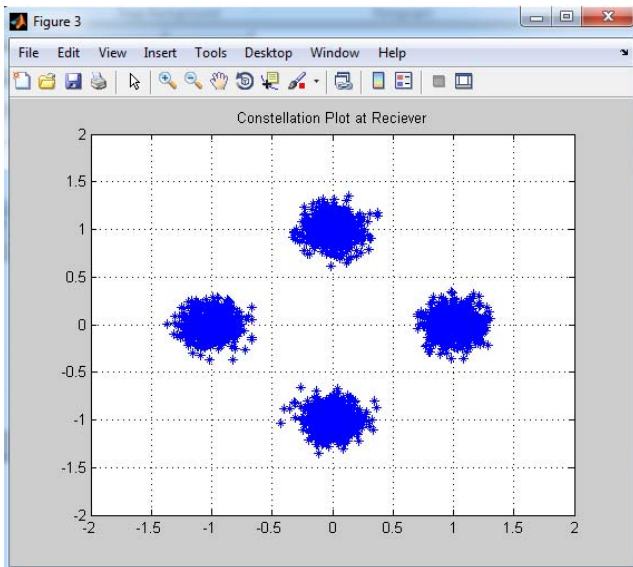 Figure 3
File Edit View Insert Tools Desktop Window Help
Constellation Plot at Reciever
2
1.5
1
0.5
0
-0.5
-1
-1.5
-2
-2 -1.5 -1 -0.5 0 0.5 1 1.5 2